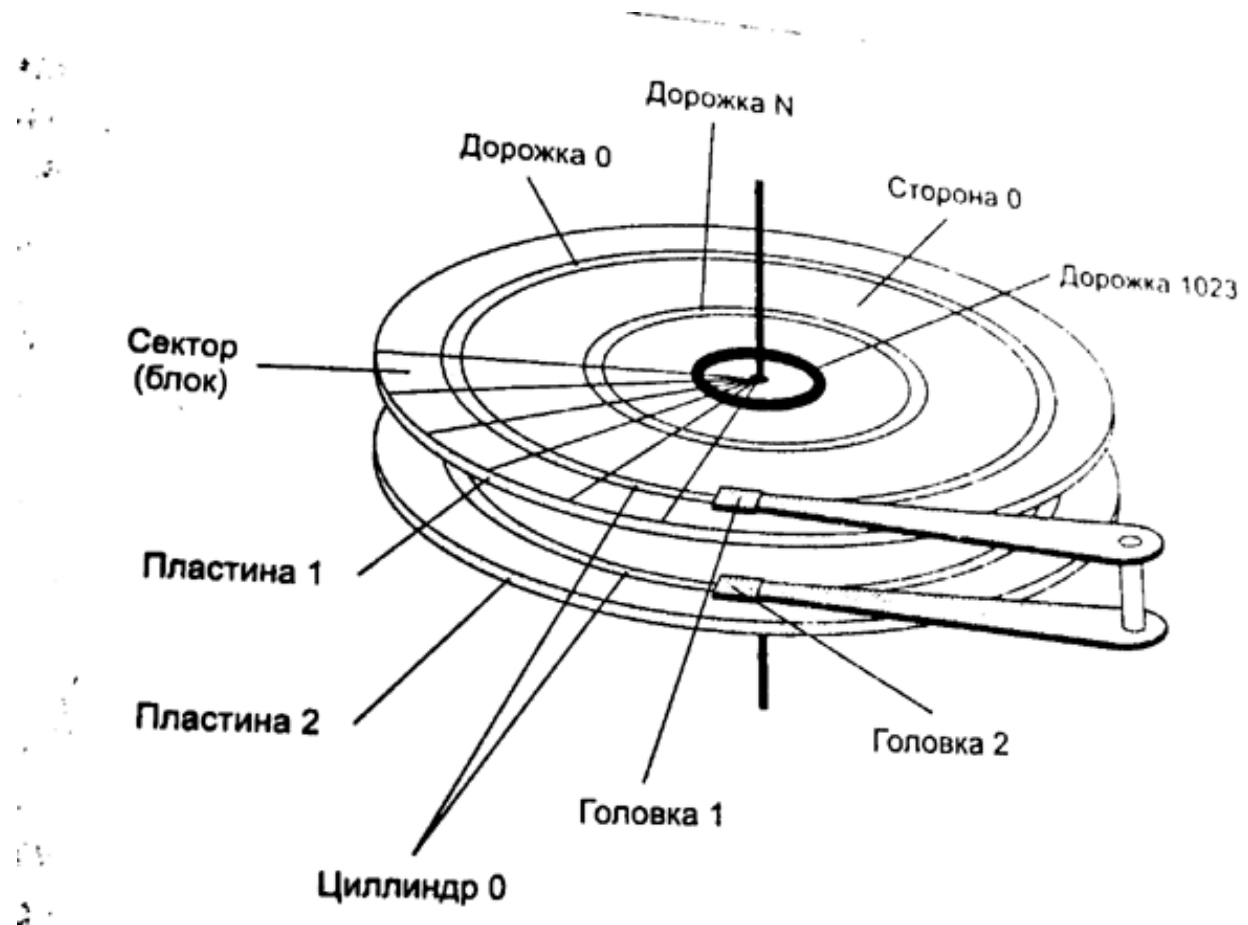 Дорожка N
Дорожка 0
Сторона 0
Дорожка 1023
Сектор
(блок)
Пластина 1
Пластина 2
Головка 2
Головка 1
Циллиндр 0